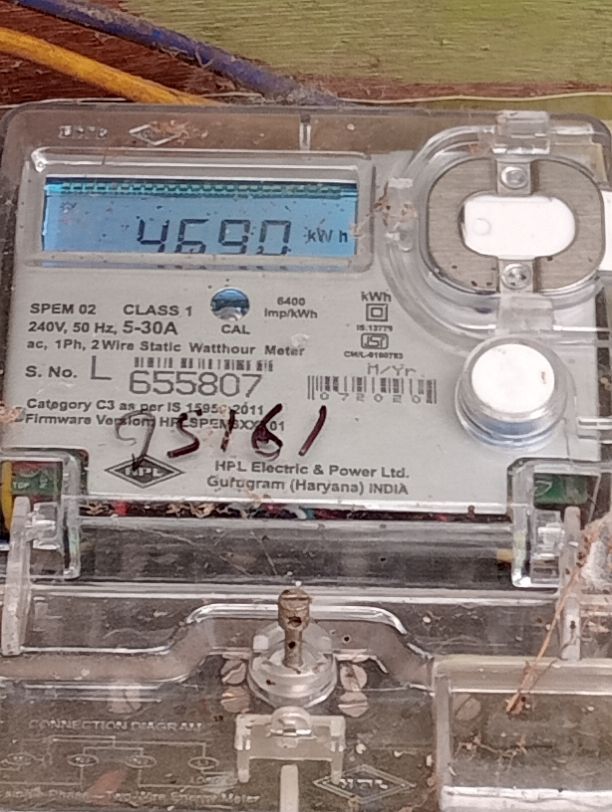 4690 kWh
SPEM 02 CLASS 1
6400 Imp/kWh
240V, 50 Hz, 5-30A
CAL
ac, 1Ph, 2 Wire Static Watthour Meter
kWh
IS.13779
S. No. L 655807
M/Yr.
072020
Category C3 as per IS 15959:2011
Firmware Version
HPL
HPL Electric & Power Ltd.
Gurugram (Haryana) INDIA
CONNECTION DIAGRAM